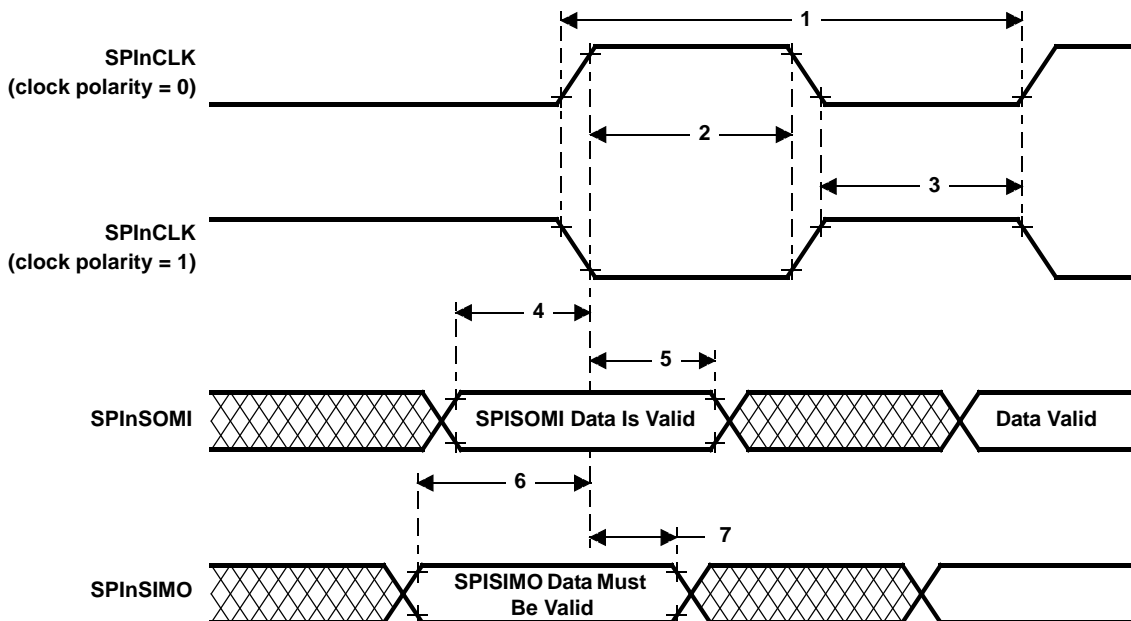 1
SPInCLK
(clock polarity = 0)
2
3
SPInCLK
(clock polarity = 1)
4
5
SPInSOMI
SPISOMI Data Is Valid
Data Valid
6
7
SPInSIMO
SPISIMO Data Must
Be Valid